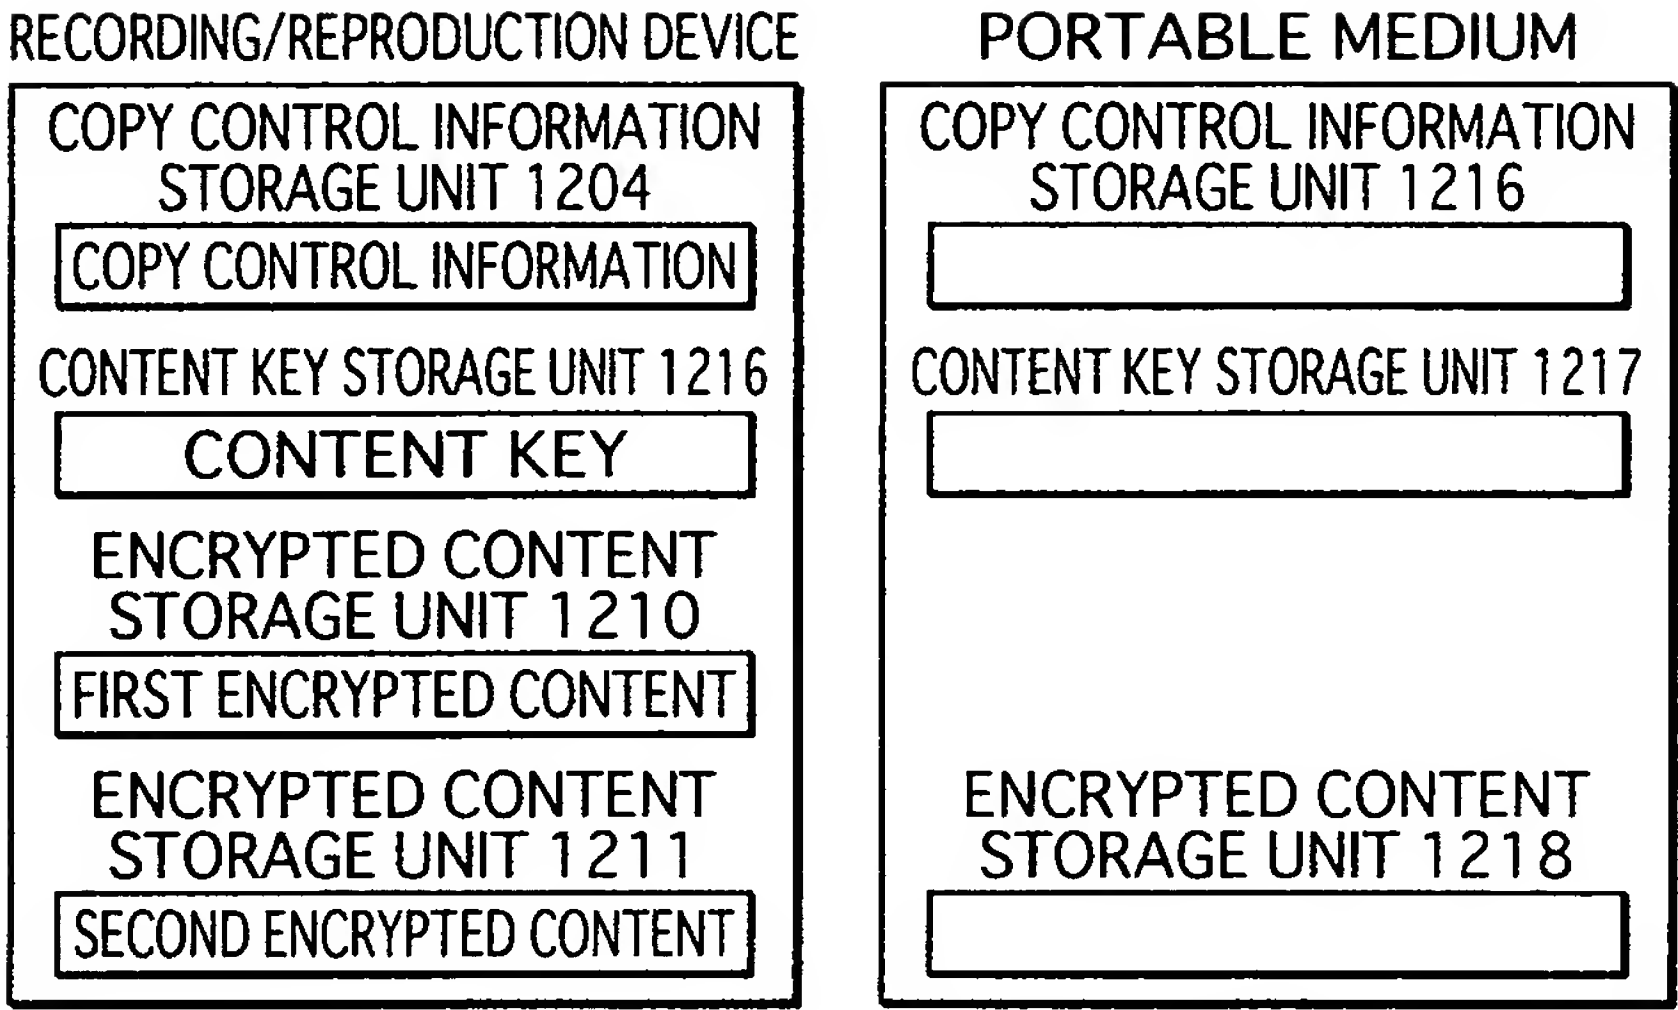 RECORDING/REPRODUCTION DEVICE
COPY CONTROL INFORMATION
STORAGE UNIT 1204
COPY CONTROL INFORMATION
CONTENT KEY STORAGE UNIT 1216
CONTENT KEY
ENCRYPTED CONTENT
STORAGE UNIT 1210
FIRST ENCRYPTED CONTENT
ENCRYPTED CONTENT
STORAGE UNIT 1211
SECOND ENCRYPTED CONTENT
PORTABLE MEDIUM
COPY CONTROL INFORMATION
STORAGE UNIT 1216
CONTENT KEY STORAGE UNIT 1217
ENCRYPTED CONTENT
STORAGE UNIT 1218